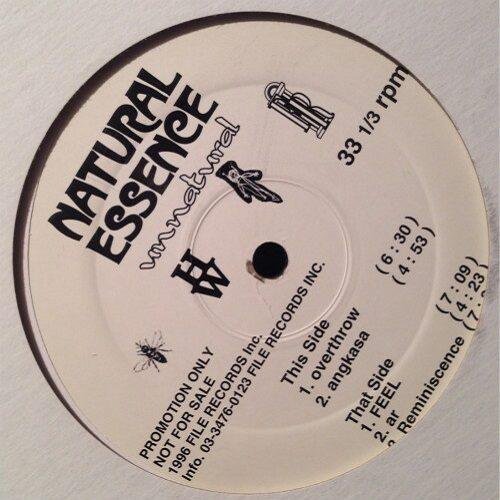 NATURAL
ESSENCE
unnatural
33 1/3 rpm
PROMOTION ONLY
NOT FOR SALE
1996 FILE RECORDS Inc.
Info. 03-3476-0123 FILE RECORDS INC.
This Side
1. overthrow (6:30)
2. angkasa (4:53)
That Side
1. FEEL (7:09)
2. ar (4:23)
Reminiscence (7: